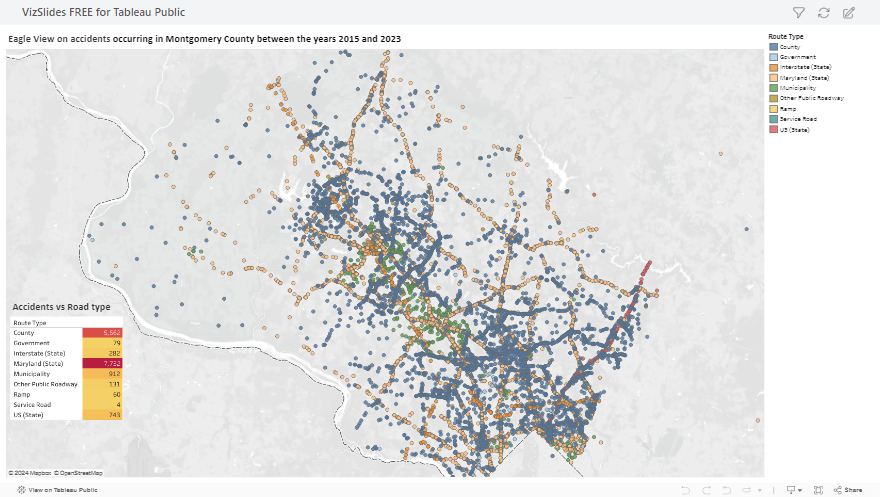 VizSlides FREE for Tableau Public
Eagle View on accidents occurring in Montgomery County between the years 2015 and 2023
Route Type
County
Government
Interstate (State)
Maryland (State)
Municipality
Other Public Roadway
Ramp
Service Road
US (State)
Accidents vs Road type
Route Type
County 5,562
Government 79
Interstate (State) 282
Maryland (State) 7,732
Municipality 912
Other Public Roadway 131
Ramp 60
Service Road 4
US (State) 743
© 2024 Mapbox © OpenStreetMap
View on Tableau Public
Share